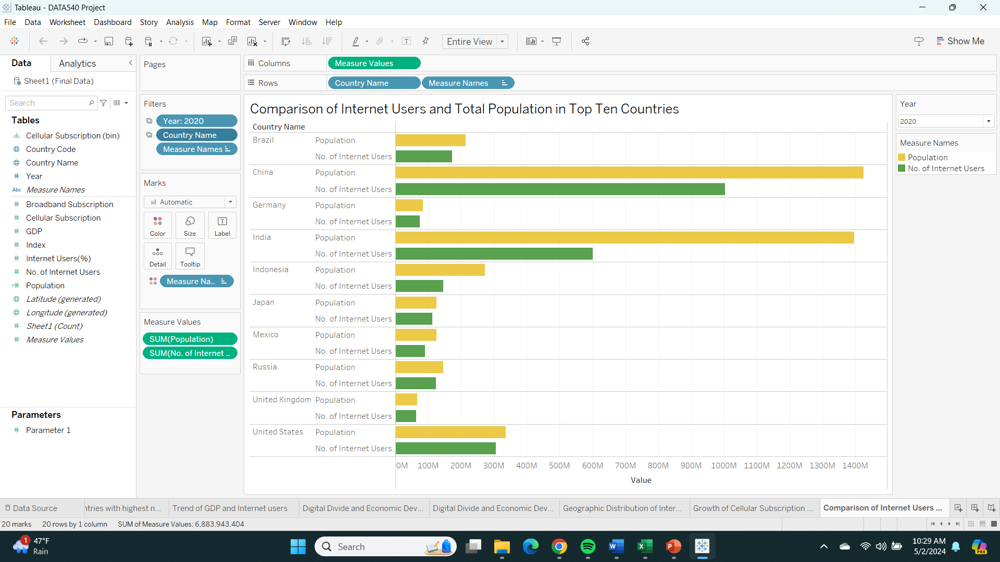 Tableau - DATA540 Project
File Data Worksheet Dashboard Story Analysis Map Format Server Window Help
Entire View
Show Me
Data Analytics
Sheet1 (Final Data)
Search
Tables
Cellular Subscription (bin)
Country Code
Country Name
Year
Abc Measure Names
Broadband Subscription
Cellular Subscription
GDP
Index
Internet Users(%)
No. of Internet Users
Population
Latitude (generated)
Longitude (generated)
Sheet1 (Count)
Measure Values
Parameters
Parameter 1
Pages
Filters
Year: 2020
Country Name
Measure Names
Marks
Automatic
Color Size Label
Detail Tooltip
Measure Na..
Measure Values
SUM(Population)
SUM(No. of Internet ..
Columns Measure Values
Rows Country Name Measure Names
Comparison of Internet Users and Total Population in Top Ten Countries
Country Name
Brazil Population
No. of Internet Users
China Population
No. of Internet Users
Germany Population
No. of Internet Users
India Population
No. of Internet Users
Indonesia Population
No. of Internet Users
Japan Population
No. of Internet Users
Mexico Population
No. of Internet Users
Russia Population
No. of Internet Users
United Kingdom Population
No. of Internet Users
United States Population
No. of Internet Users
0M 100M 200M 300M 400M 500M 600M 700M 800M 900M 1000M 1100M 1200M 1300M 1400M
Value
Year
2020
Measure Names
Population
No. of Internet Users
Data Source ntries with highest n... Trend of GDP and Internet users Digital Divide and Economic Dev... Digital Divide and Economic Dev... Geographic Distribution of Inter... Growth of Cellular Subscription ... Comparison of Internet Users ...
20 marks 20 rows by 1 column SUM of Measure Values: 6,883,943,404
1
47°F
Rain
Search
10:29 AM
5/2/2024
PRE